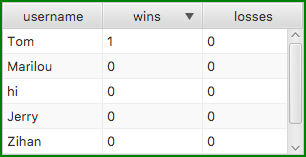 username wins losses
Tom 1 0
Marilou 0 0
hi 0 0
Jerry 0 0
Zihan 0 0